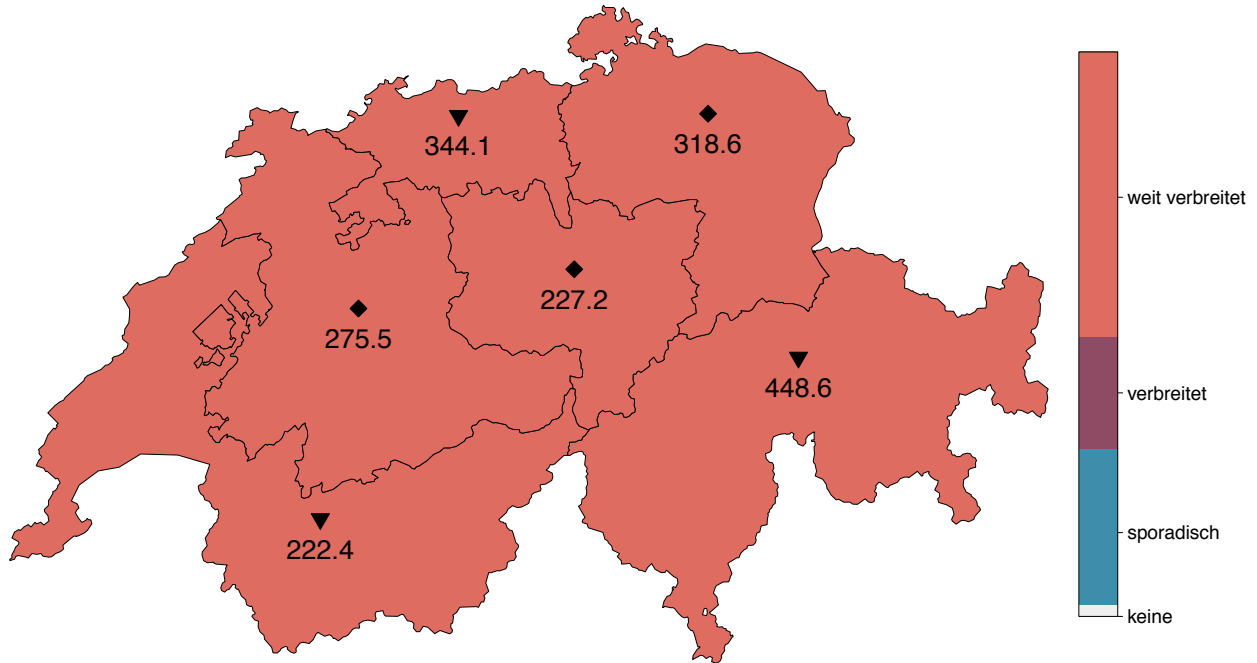 344.1
318.6
227.2
275.5
448.6
222.4
weit verbreitet
verbreitet
sporadisch
keine